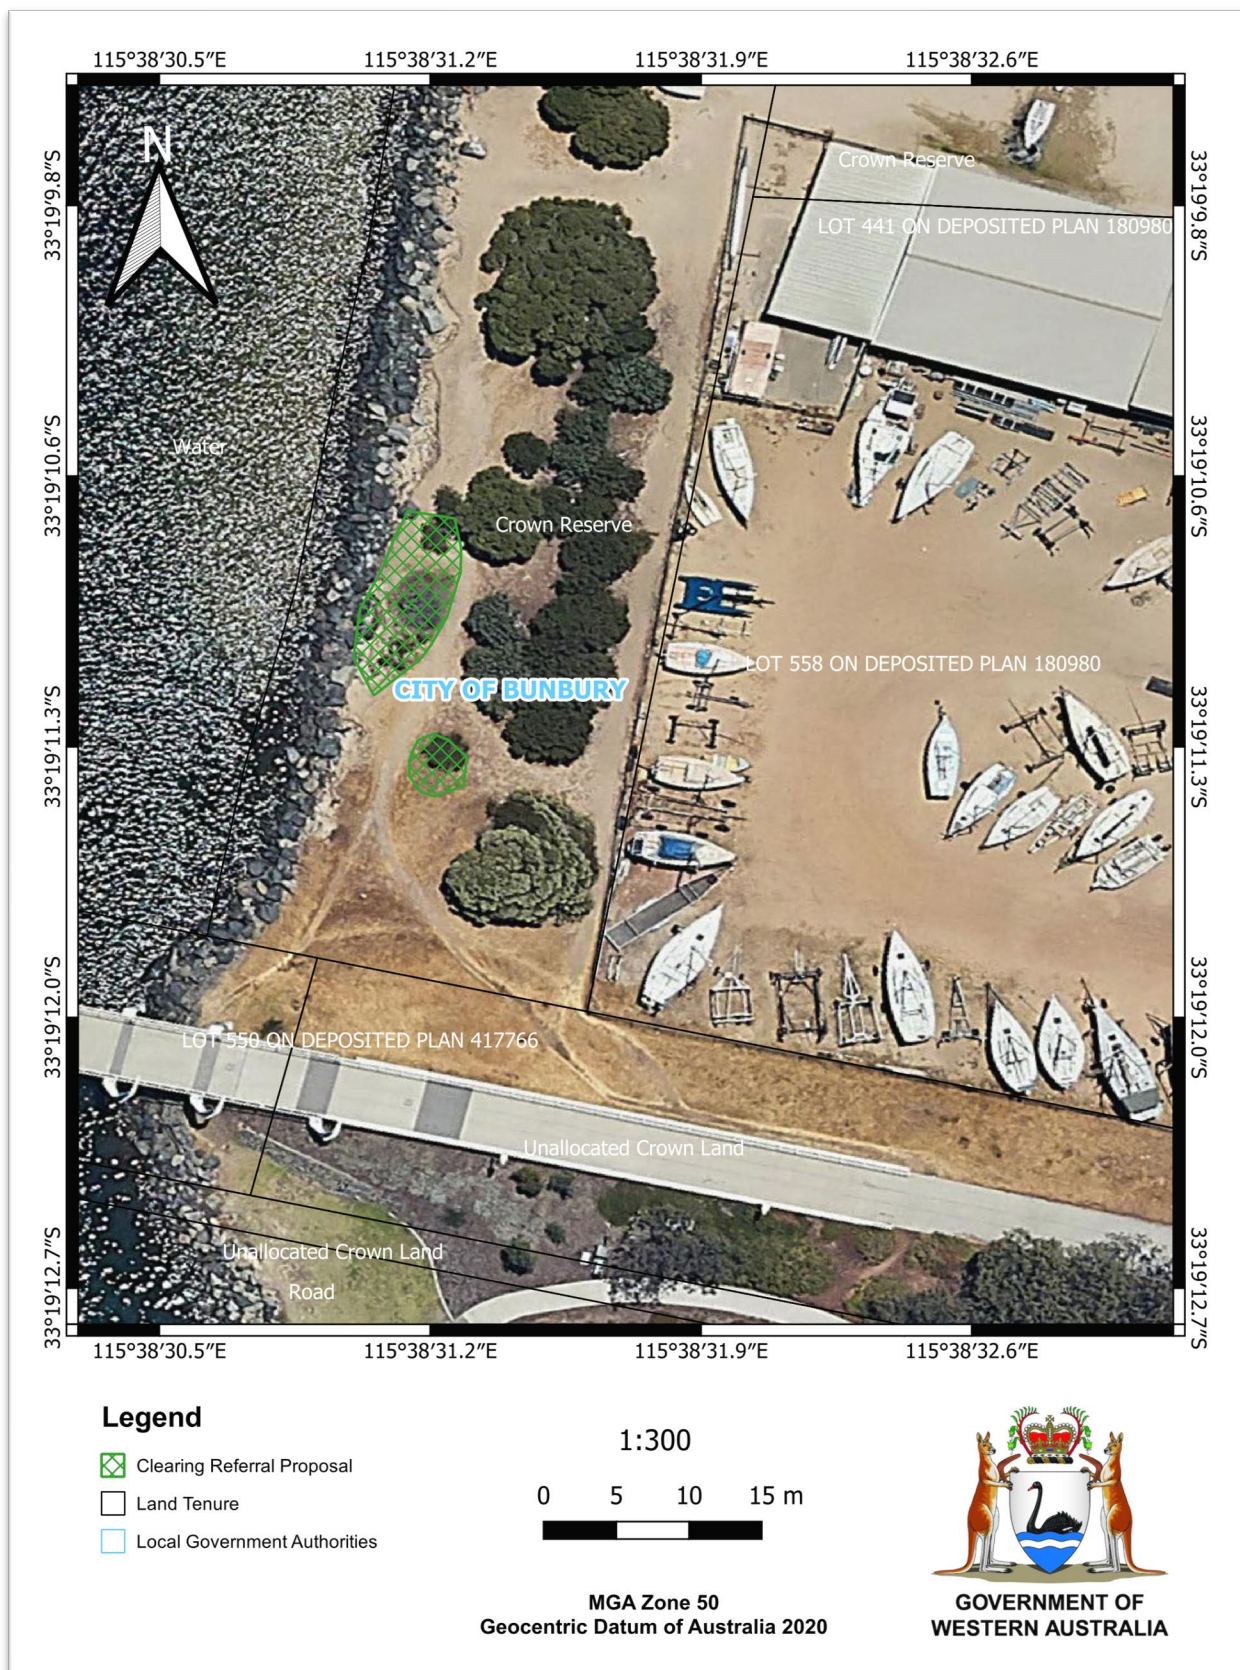 115°38′30.5″E 115°38′31.2″E 115°38′31.9″E 115°38′32.6″E
N
33°19′9.8″S
33°19′9.8″S
Crown Reserve
LOT 441 ON DEPOSITED PLAN 180980
Water
33°19′10.6″S
33°19′10.6″S
Crown Reserve
LOT 558 ON DEPOSITED PLAN 180980
CITY OF BUNBURY
33°19′11.3″S
33°19′11.3″S
33°19′12.0″S
33°19′12.0″S
LOT 550 ON DEPOSITED PLAN 417766
Unallocated Crown Land
Unallocated Crown Land
Road
33°19′12.7″S
33°19′12.7″S
115°38′30.5″E 115°38′31.2″E 115°38′31.9″E 115°38′32.6″E
Legend
Clearing Referral Proposal
Land Tenure
Local Government Authorities
1:300
0 5 10 15 m
MGA Zone 50
Geocentric Datum of Australia 2020
GOVERNMENT OF
WESTERN AUSTRALIA